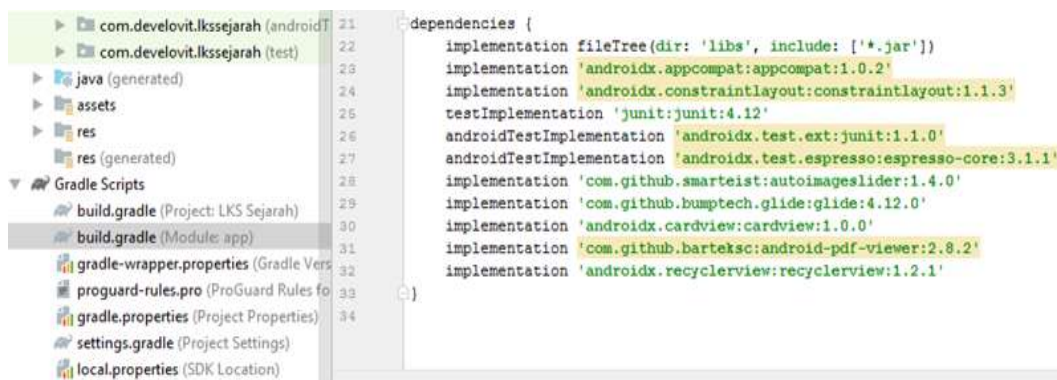 com.develovit.lkssejarah (androidT
com.develovit.lkssejarah (test)
java (generated)
assets
res
res (generated)
Gradle Scripts
build.gradle (Project: LKS Sejarah)
build.gradle (Module: app)
gradle-wrapper.properties (Gradle Vers
proguard-rules.pro (ProGuard Rules fo
gradle.properties (Project Properties)
settings.gradle (Project Settings)
local.properties (SDK Location)
21 dependencies {
22 implementation fileTree(dir: 'libs', include: ['*.jar'])
23 implementation 'androidx.appcompat:appcompat:1.0.2'
24 implementation 'androidx.constraintlayout:constraintlayout:1.1.3'
25 testImplementation 'junit:junit:4.12'
26 androidTestImplementation 'androidx.test.ext:junit:1.1.0'
27 androidTestImplementation 'androidx.test.espresso:espresso-core:3.1.1'
28 implementation 'com.github.smarteist:autoimageslider:1.4.0'
29 implementation 'com.github.bumptech.glide:glide:4.12.0'
30 implementation 'androidx.cardview:cardview:1.0.0'
31 implementation 'com.github.barteksc:android-pdf-viewer:2.8.2'
32 implementation 'androidx.recyclerview:recyclerview:1.2.1'
33 }
34